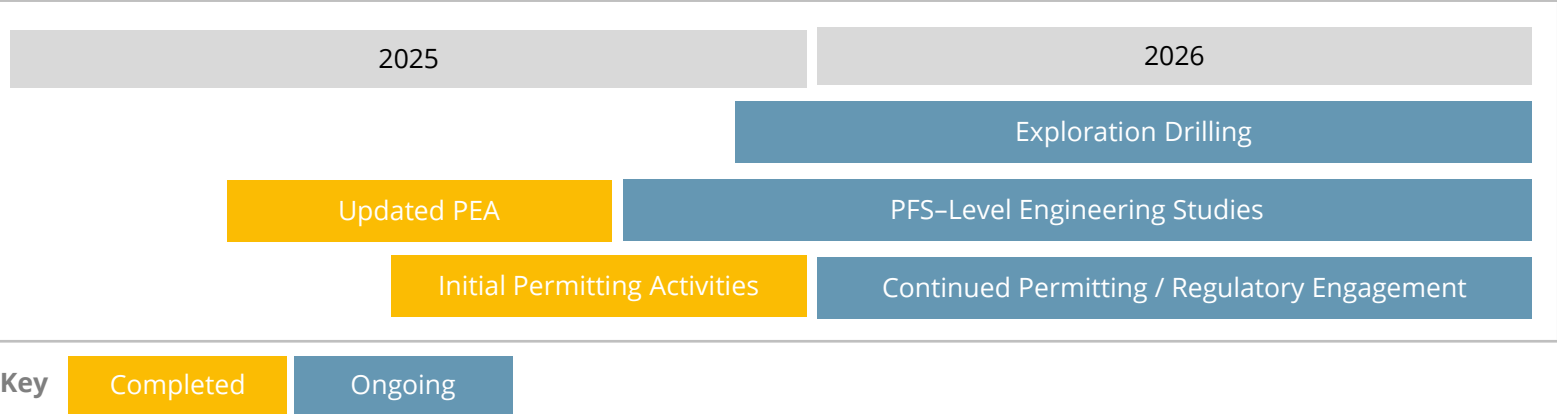 2025
2026
Exploration Drilling
Updated PEA
PFS–Level Engineering Studies
Initial Permitting Activities
Continued Permitting / Regulatory Engagement
Key
Completed
Ongoing